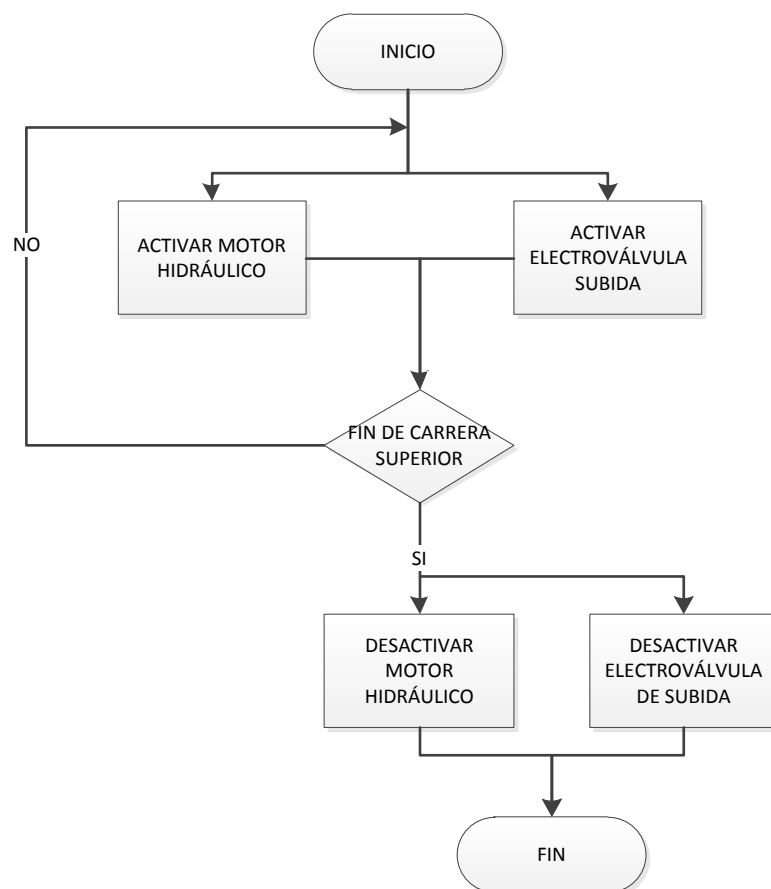 INICIO
NO
ACTIVAR MOTOR
HIDRÁULICO
ACTIVAR
ELECTROVÁLVULA
SUBIDA
FIN DE CARRERA
SUPERIOR
SI
DESACTIVAR
MOTOR
HIDRÁULICO
DESACTIVAR
ELECTROVÁLVULA
DE SUBIDA
FIN